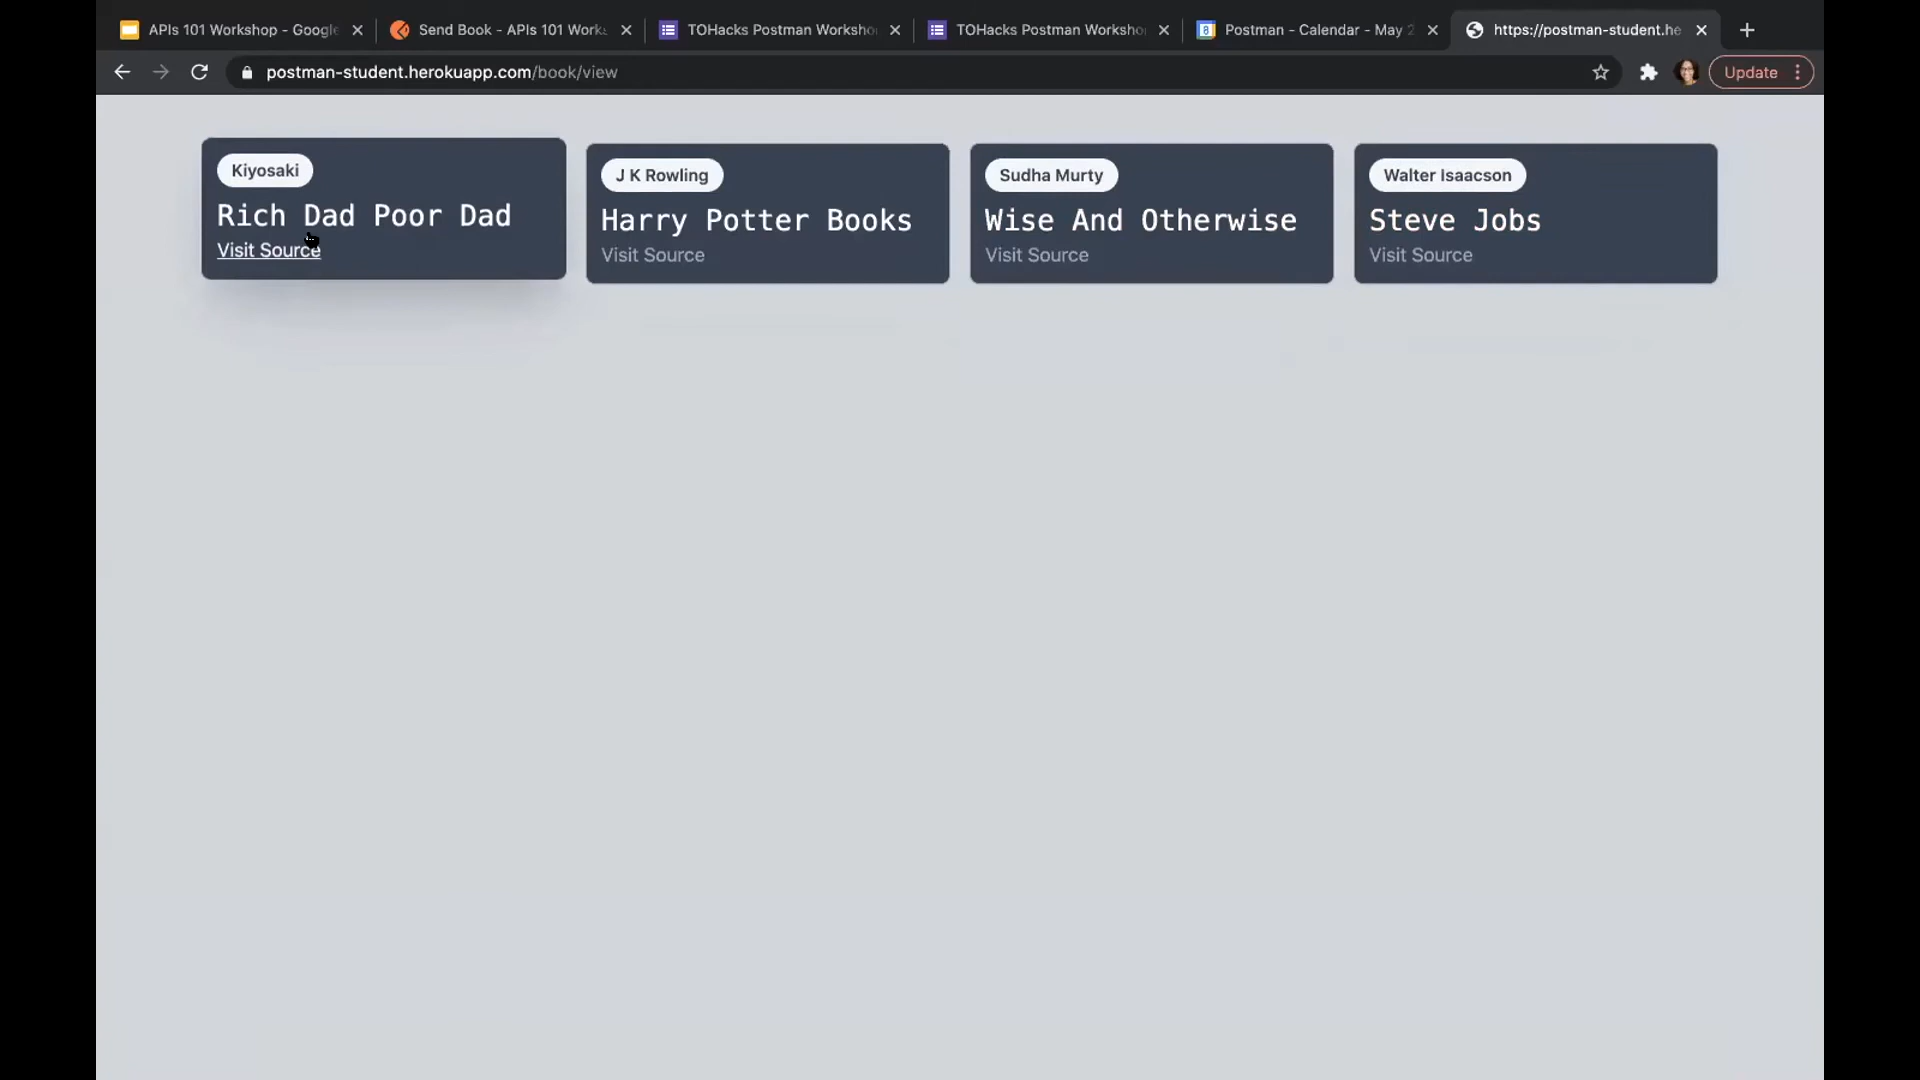 APIs 101 Workshop - Google
Send Book - APIs 101 Works
TOHacks Postman Worksho
TOHacks Postman Worksho
Postman - Calendar - May 2
https://postman-student.he
postman-student.herokuapp.com/book/view
Update
Kiyosaki
Rich Dad Poor Dad
Visit Source
J K Rowling
Harry Potter Books
Visit Source
Sudha Murty
Wise And Otherwise
Visit Source
Walter Isaacson
Steve Jobs
Visit Source